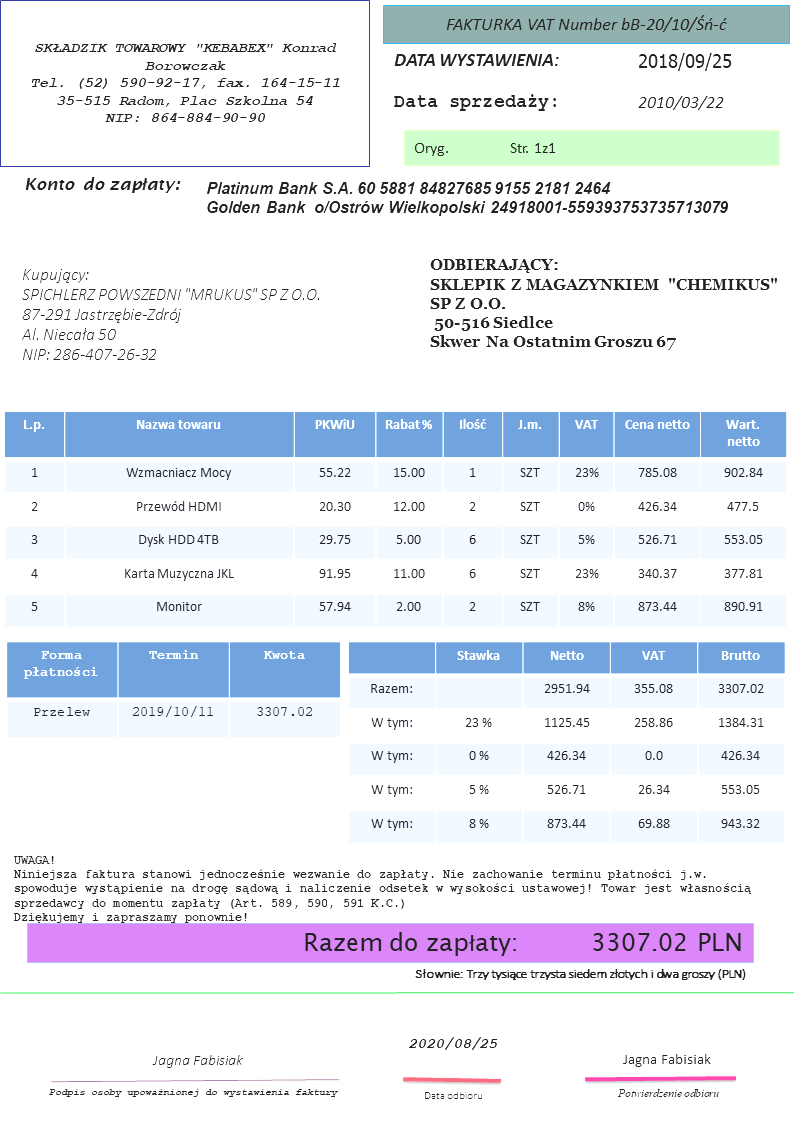 SKŁADZIK TOWAROWY "KEBABEX" Konrad
Borowczak
Tel. (52) 590-92-17, fax. 164-15-11
35-515 Radom, Plac Szkolna 54
NIP: 864-884-90-90
FAKTURKA VAT Number bB-20/10/Śń-ć
DATA WYSTAWIENIA: 2018/09/25
Data sprzedaży: 2010/03/22
Oryg. Str. 1z1
Konto do zapłaty:
Platinum Bank S.A. 60 5881 84827685 9155 2181 2464
Golden Bank o/Ostrów Wielkopolski 24918001-559393753735713079
Kupujący:
SPICHLERZ POWSZEDNI "MRUKUS" SP Z O.O.
87-291 Jastrzębie-Zdrój
Al. Niecała 50
NIP: 286-407-26-32
ODBIERAJĄCY:
SKLEPIK Z MAGAZYNKIEM "CHEMIKUS"
SP Z O.O.
50-516 Siedlce
Skwer Na Ostatnim Groszu 67
L.p. Nazwa towaru PKWiU Rabat % Ilość J.m. VAT Cena netto Wart. netto
1 Wzmacniacz Mocy 55.22 15.00 1 SZT 23% 785.08 902.84
2 Przewód HDMI 20.30 12.00 2 SZT 0% 426.34 477.5
3 Dysk HDD 4TB 29.75 5.00 6 SZT 5% 526.71 553.05
4 Karta Muzyczna JKL 91.95 11.00 6 SZT 23% 340.37 377.81
5 Monitor 57.94 2.00 2 SZT 8% 873.44 890.91
Forma płatności Termin Kwota
Przelew 2019/10/11 3307.02
Stawka Netto VAT Brutto
Razem: 2951.94 355.08 3307.02
W tym: 23 % 1125.45 258.86 1384.31
W tym: 0 % 426.34 0.0 426.34
W tym: 5 % 526.71 26.34 553.05
W tym: 8 % 873.44 69.88 943.32
UWAGA!
Niniejsza faktura stanowi jednocześnie wezwanie do zapłaty. Nie zachowanie terminu płatności j.w.
spowoduje wystąpienie na drogę sądową i naliczenie odsetek w wysokości ustawowej! Towar jest własnością
sprzedawcy do momentu zapłaty (Art. 589, 590, 591 K.C.)
Dziękujemy i zapraszamy ponownie!
Razem do zapłaty: 3307.02 PLN
Słownie: Trzy tysiące trzysta siedem złotych i dwa groszy (PLN)
Jagna Fabisiak
Podpis osoby upoważnionej do wystawienia faktury
2020/08/25
Data odbioru
Jagna Fabisiak
Potwierdzenie odbioru